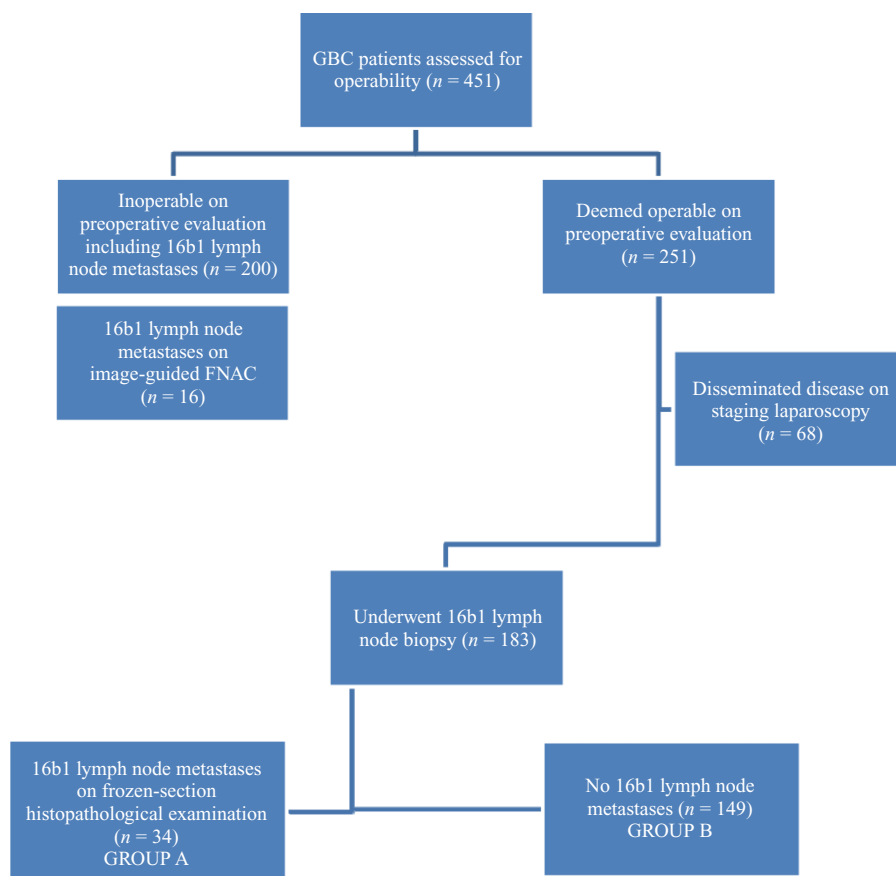 GBC patients assessed for
operability (n = 451)
Inoperable on
preoperative evaluation
including 16b1 lymph
node metastases (n = 200)
Deemed operable on
preoperative evaluation
(n = 251)
16b1 lymph node
metastases on
image-guided FNAC
(n = 16)
Disseminated disease on
staging laparoscopy
(n = 68)
Underwent 16b1 lymph
node biopsy (n = 183)
16b1 lymph node metastases
on frozen-section
histopathological examination
(n = 34)
GROUP A
No 16b1 lymph node
metastases (n = 149)
GROUP B